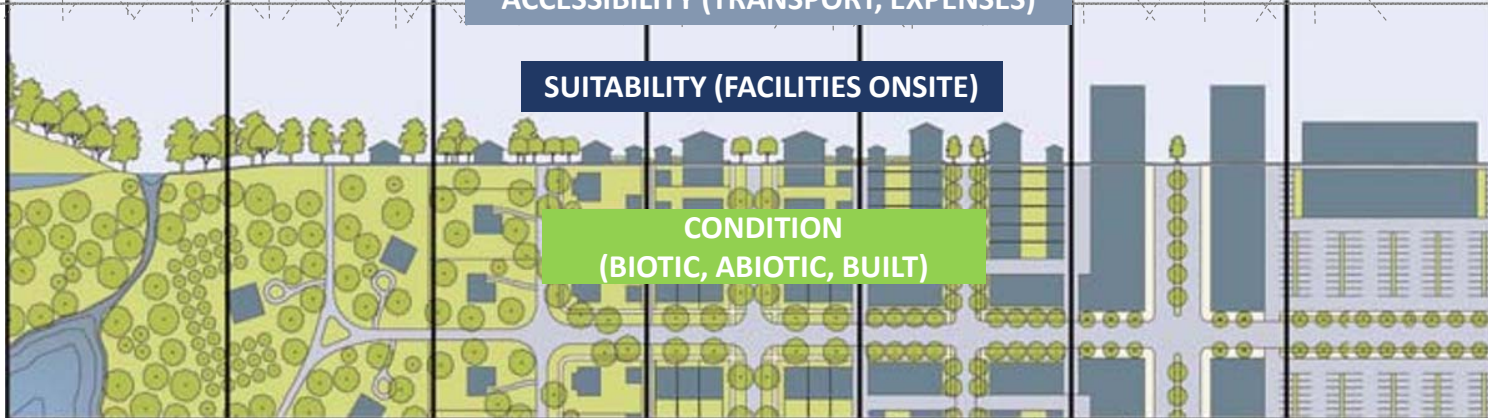 ACCESSIBILITY (TRANSPORT, EXPENSES)
SUITABILITY (FACILITIES ONSITE)
CONDITION
(BIOTIC, ABIOTIC, BUILT)